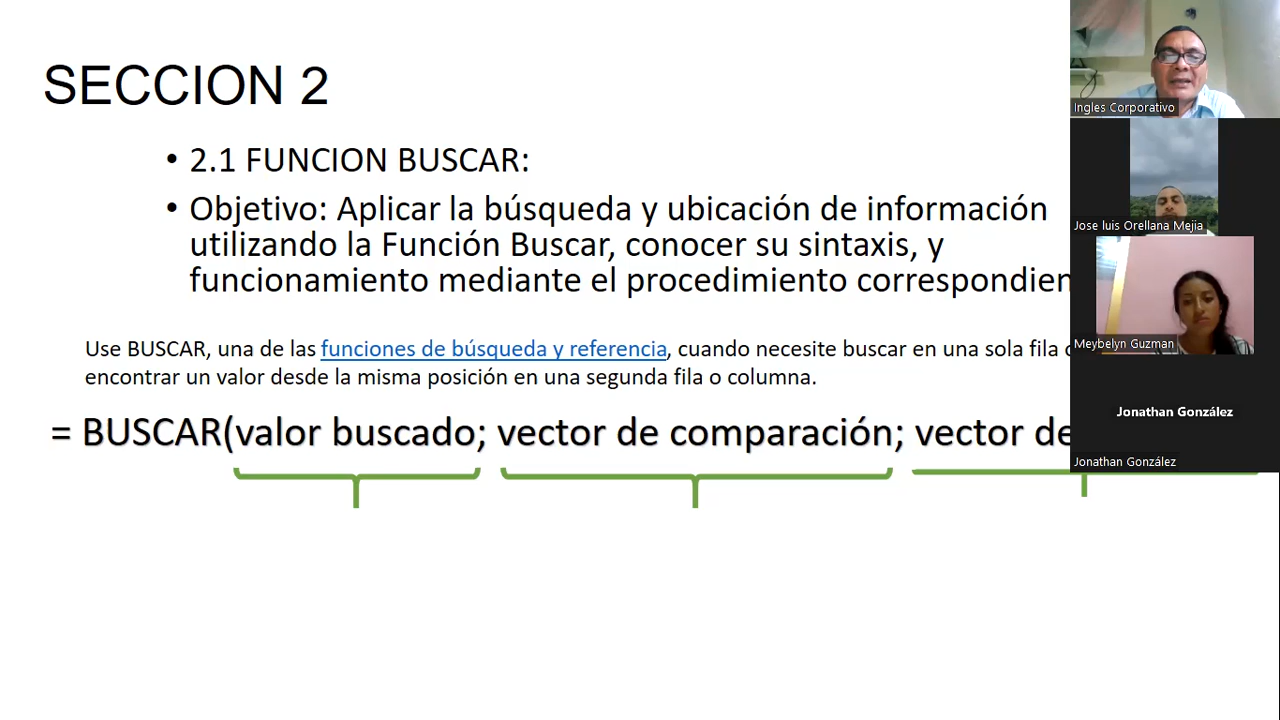 SECCION 2
• 2.1 FUNCION BUSCAR:
• Objetivo: Aplicar la búsqueda y ubicación de información
utilizando la Función Buscar, conocer su sintaxis, y
funcionamiento mediante el procedimiento
Use BUSCAR, una de las funciones de búsqueda y referencia, cuando necesite buscar en una sola fila
encontrar un valor desde la misma posición en una segunda fila o columna.
= BUSCAR(valor buscado; vector de comparación; vector de
Ingles Corporativo
Jose luis Orellana Mejia
Meybelyn Guzman
Jonathan González
Jonathan González